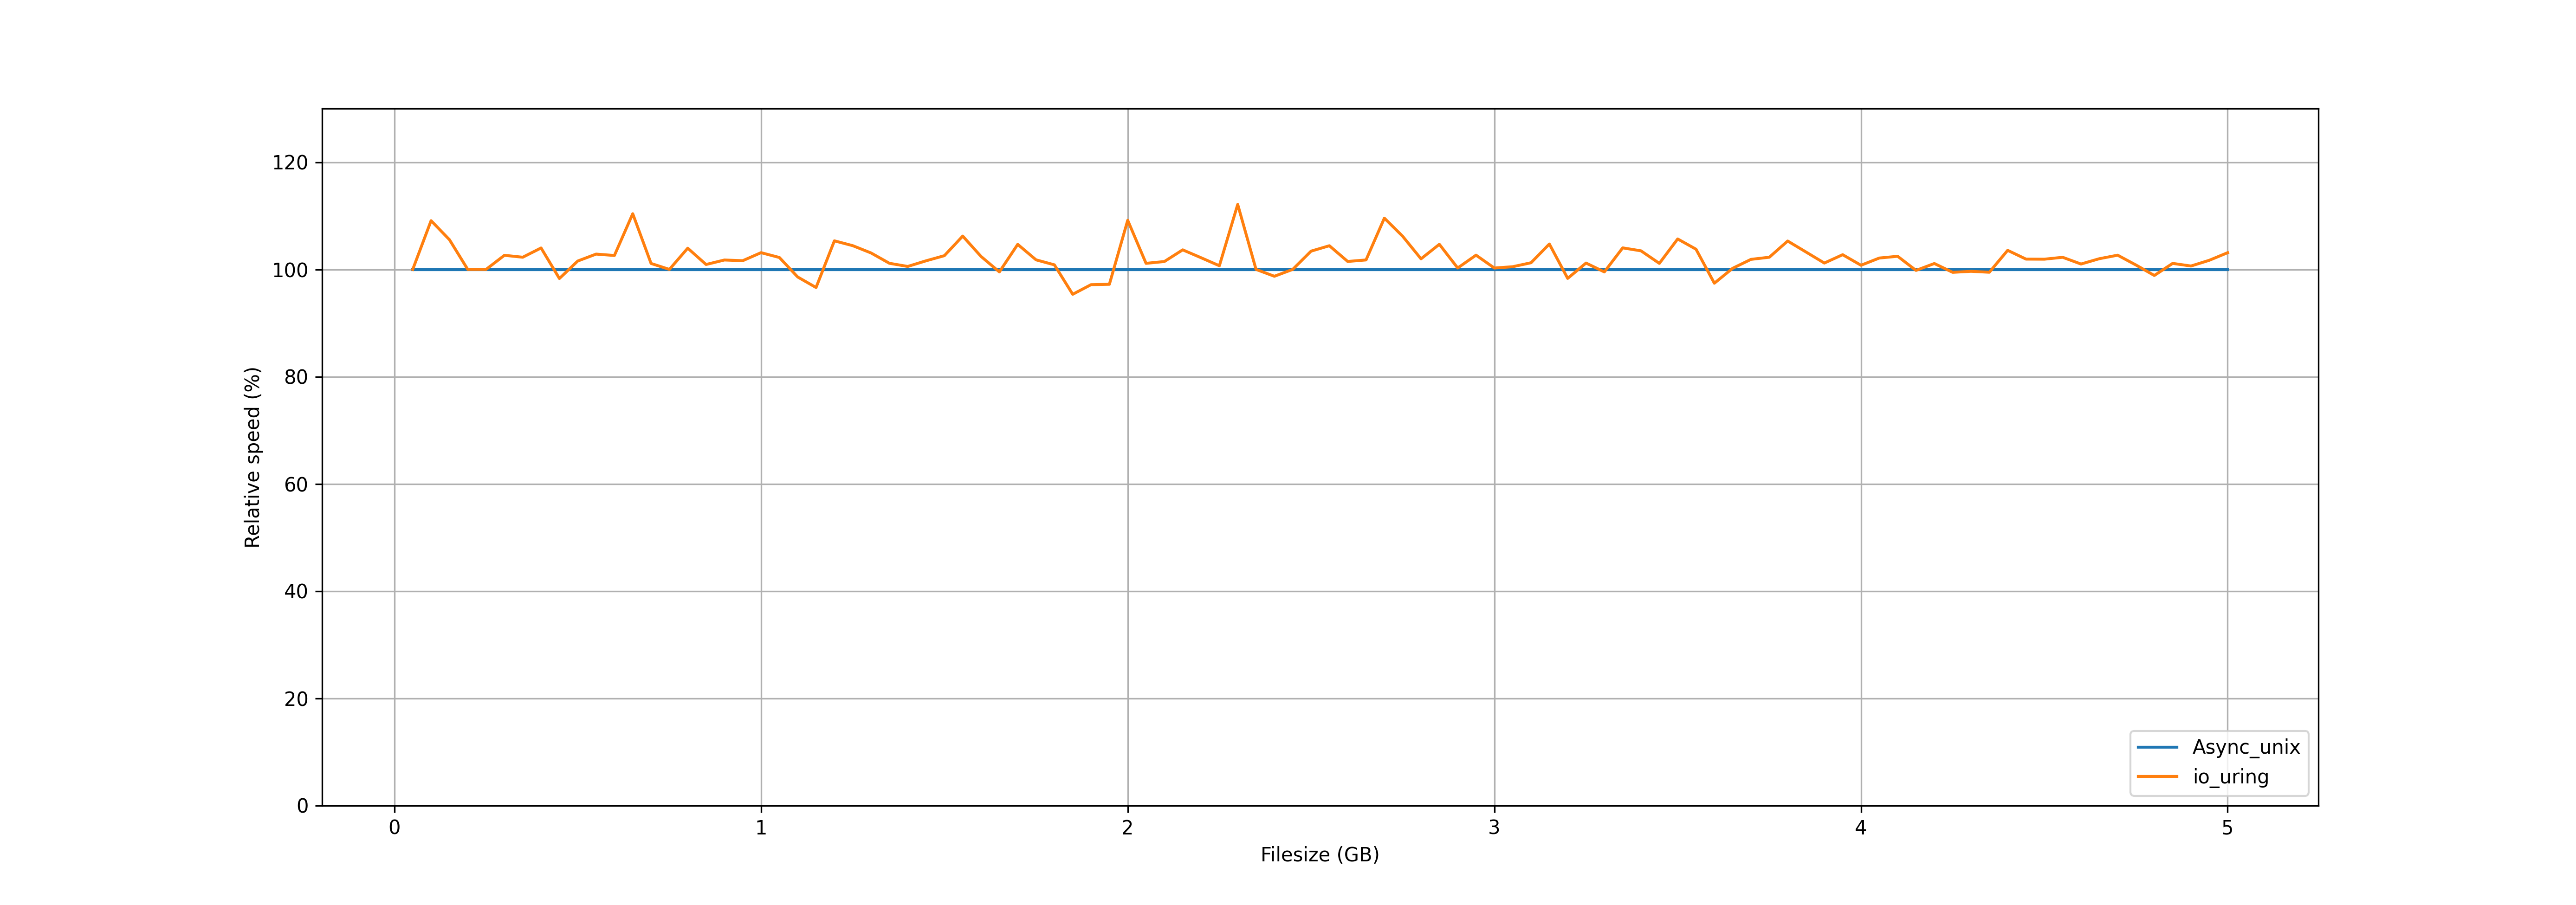 120
100
80
60
40
20
0
Relative speed (%)
0 1 2 3 4 5
Filesize (GB)
Async_unix
io_uring